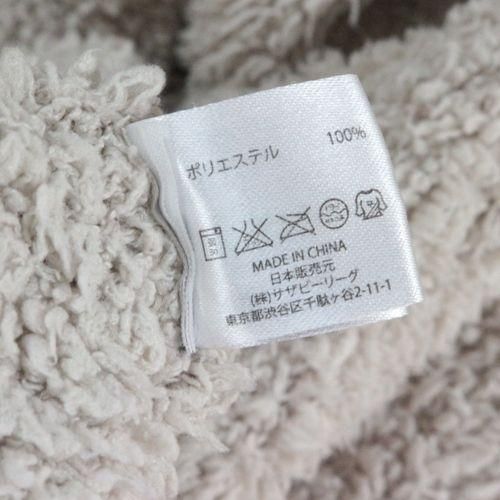 ポリエステル 100%
MADE IN CHINA
日本販売元
(株)サザビーリーグ
東京都渋谷区千駄ヶ谷2-11-1